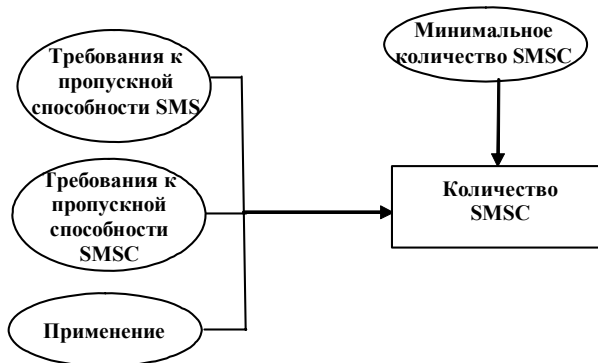 Требования к
пропускной
способности SMS
Минимальное
количество SMSC
Требования к
пропускной
способности
SMSC
Количество
SMSC
Применение